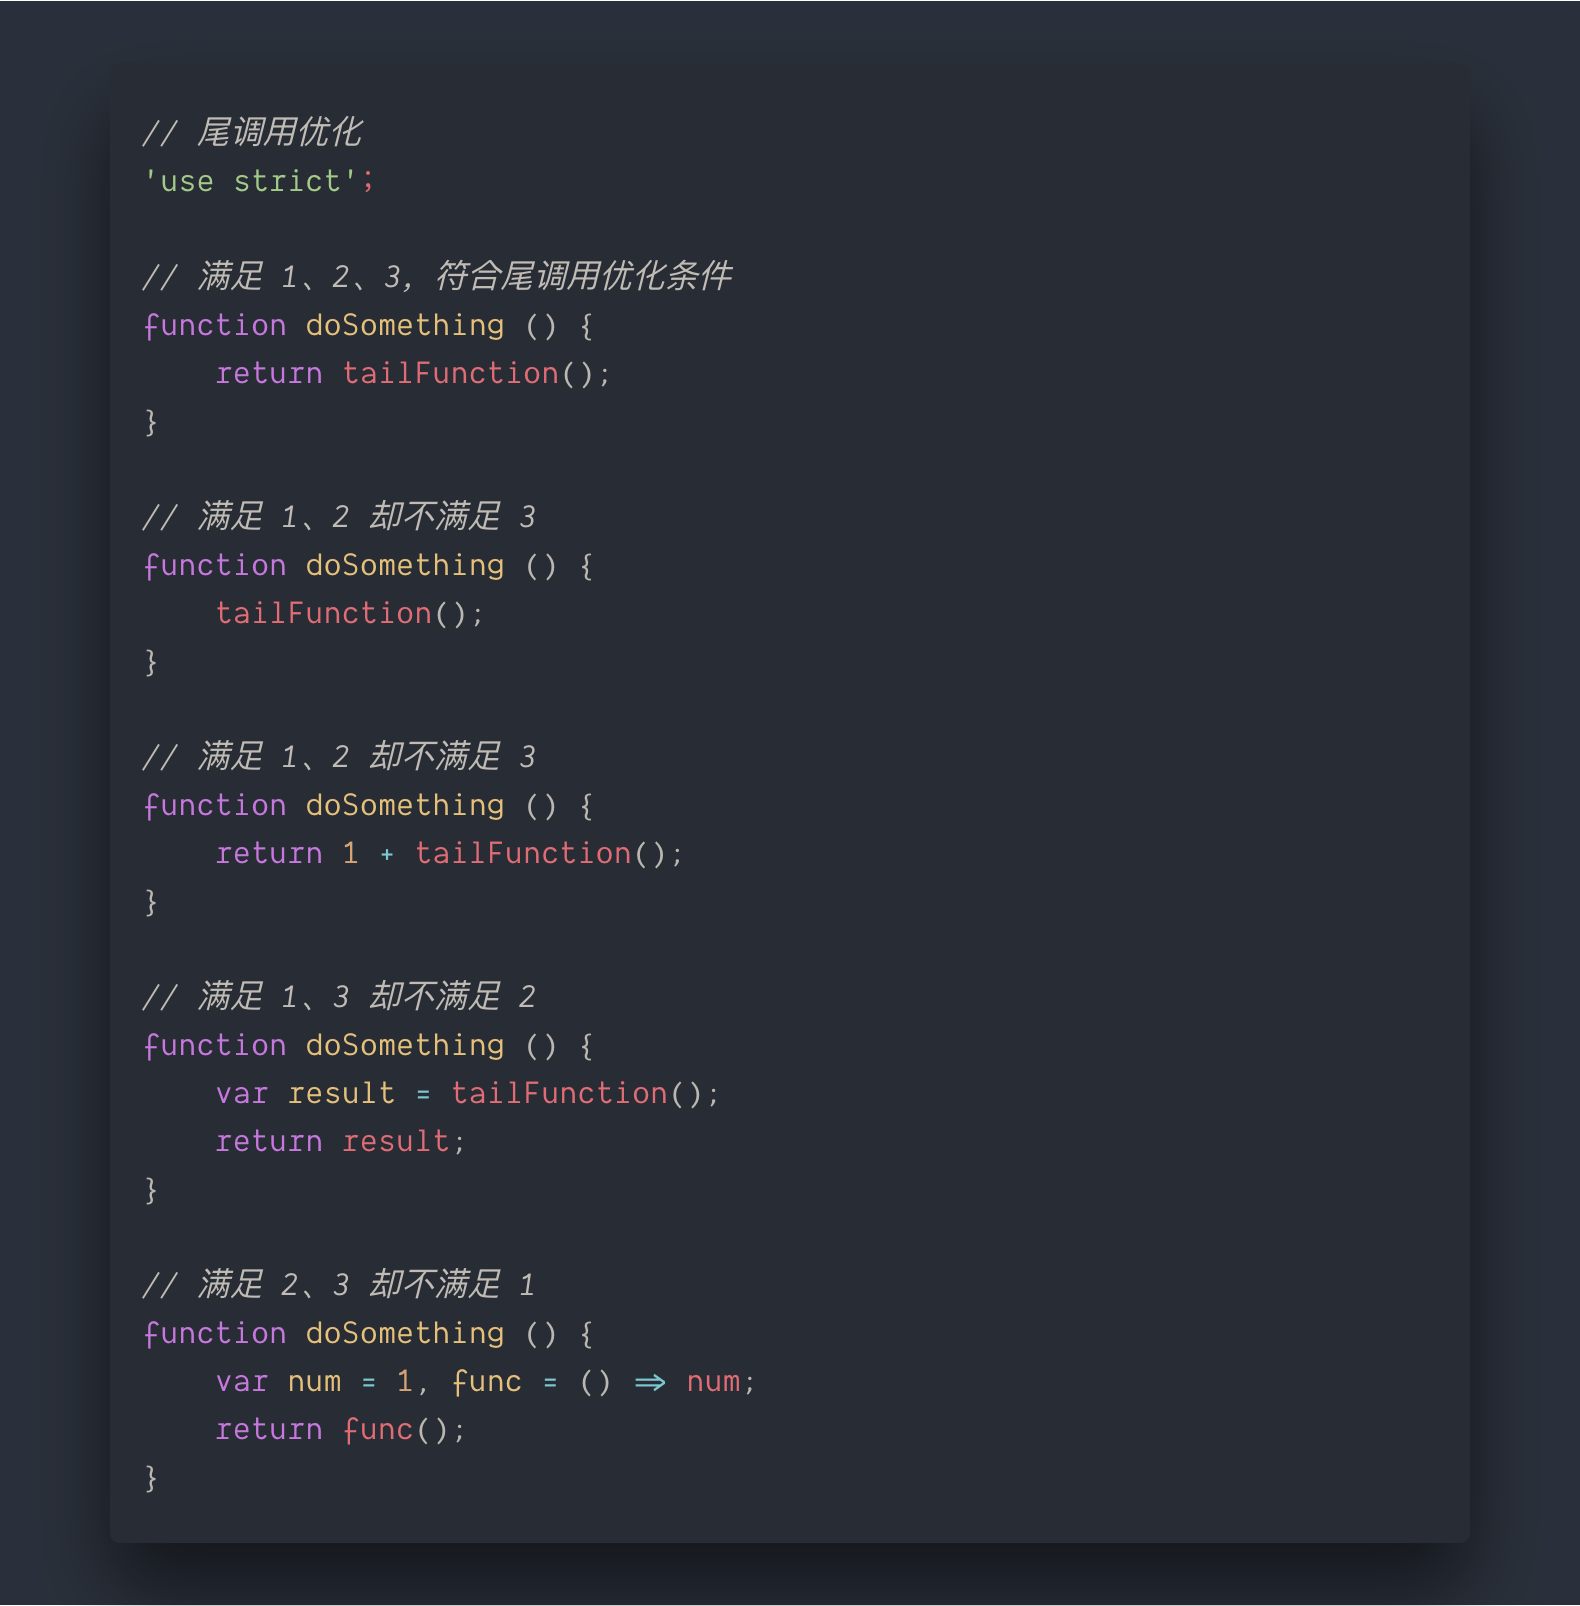 // 尾调用优化
'use strict';
// 满足 1、2、3, 符合尾调用优化条件
function doSomething () {
    return tailFunction();
}
// 满足 1、2 却不满足 3
function doSomething () {
    tailFunction();
}
// 满足 1、2 却不满足 3
function doSomething () {
    return 1 + tailFunction();
}
// 满足 1、3 却不满足 2
function doSomething () {
    var result = tailFunction();
    return result;
}
// 满足 2、3 却不满足 1
function doSomething () {
    var num = 1, func = () => num;
    return func();
}